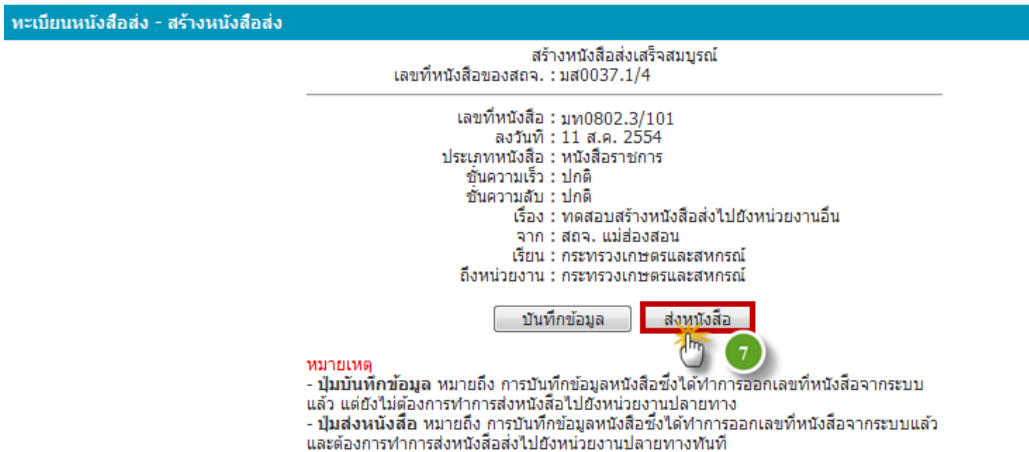 ทะเบียนหนังสือส่ง - สร้างหนังสือส่ง
สร้างหนังสือส่งเสร็จสมบูรณ์
เลขที่หนังสือของสถจ. : มส0037.1/4
เลขที่หนังสือ : มท0802.3/101
ลงวันที่ : 11 ส.ค. 2554
ประเภทหนังสือ : หนังสือราชการ
ชั้นความเร็ว : ปกติ
ชั้นความลับ : ปกติ
เรื่อง : ทดสอบสร้างหนังสือส่งไปยังหน่วยงานอื่น
จาก : สถจ. แม่ฮ่องสอน
เรียน : กระทรวงเกษตรและสหกรณ์
ถึงหน่วยงาน : กระทรวงเกษตรและสหกรณ์
บันทึกข้อมูล ส่งหนังสือ
7
หมายเหตุ
- ปุ่มบันทึกข้อมูล หมายถึง การบันทึกข้อมูลหนังสือซึ่งได้ทำการออกเลขที่หนังสือจากระบบ
แล้ว แต่ยังไม่ต้องการทำการส่งหนังสือไปยังหน่วยงานปลายทาง
- ปุ่มส่งหนังสือ หมายถึง การบันทึกข้อมูลหนังสือซึ่งได้ทำการออกเลขที่หนังสือจากระบบแล้ว
และต้องการทำการส่งหนังสือส่งไปยังหน่วยงานปลายทางทันที